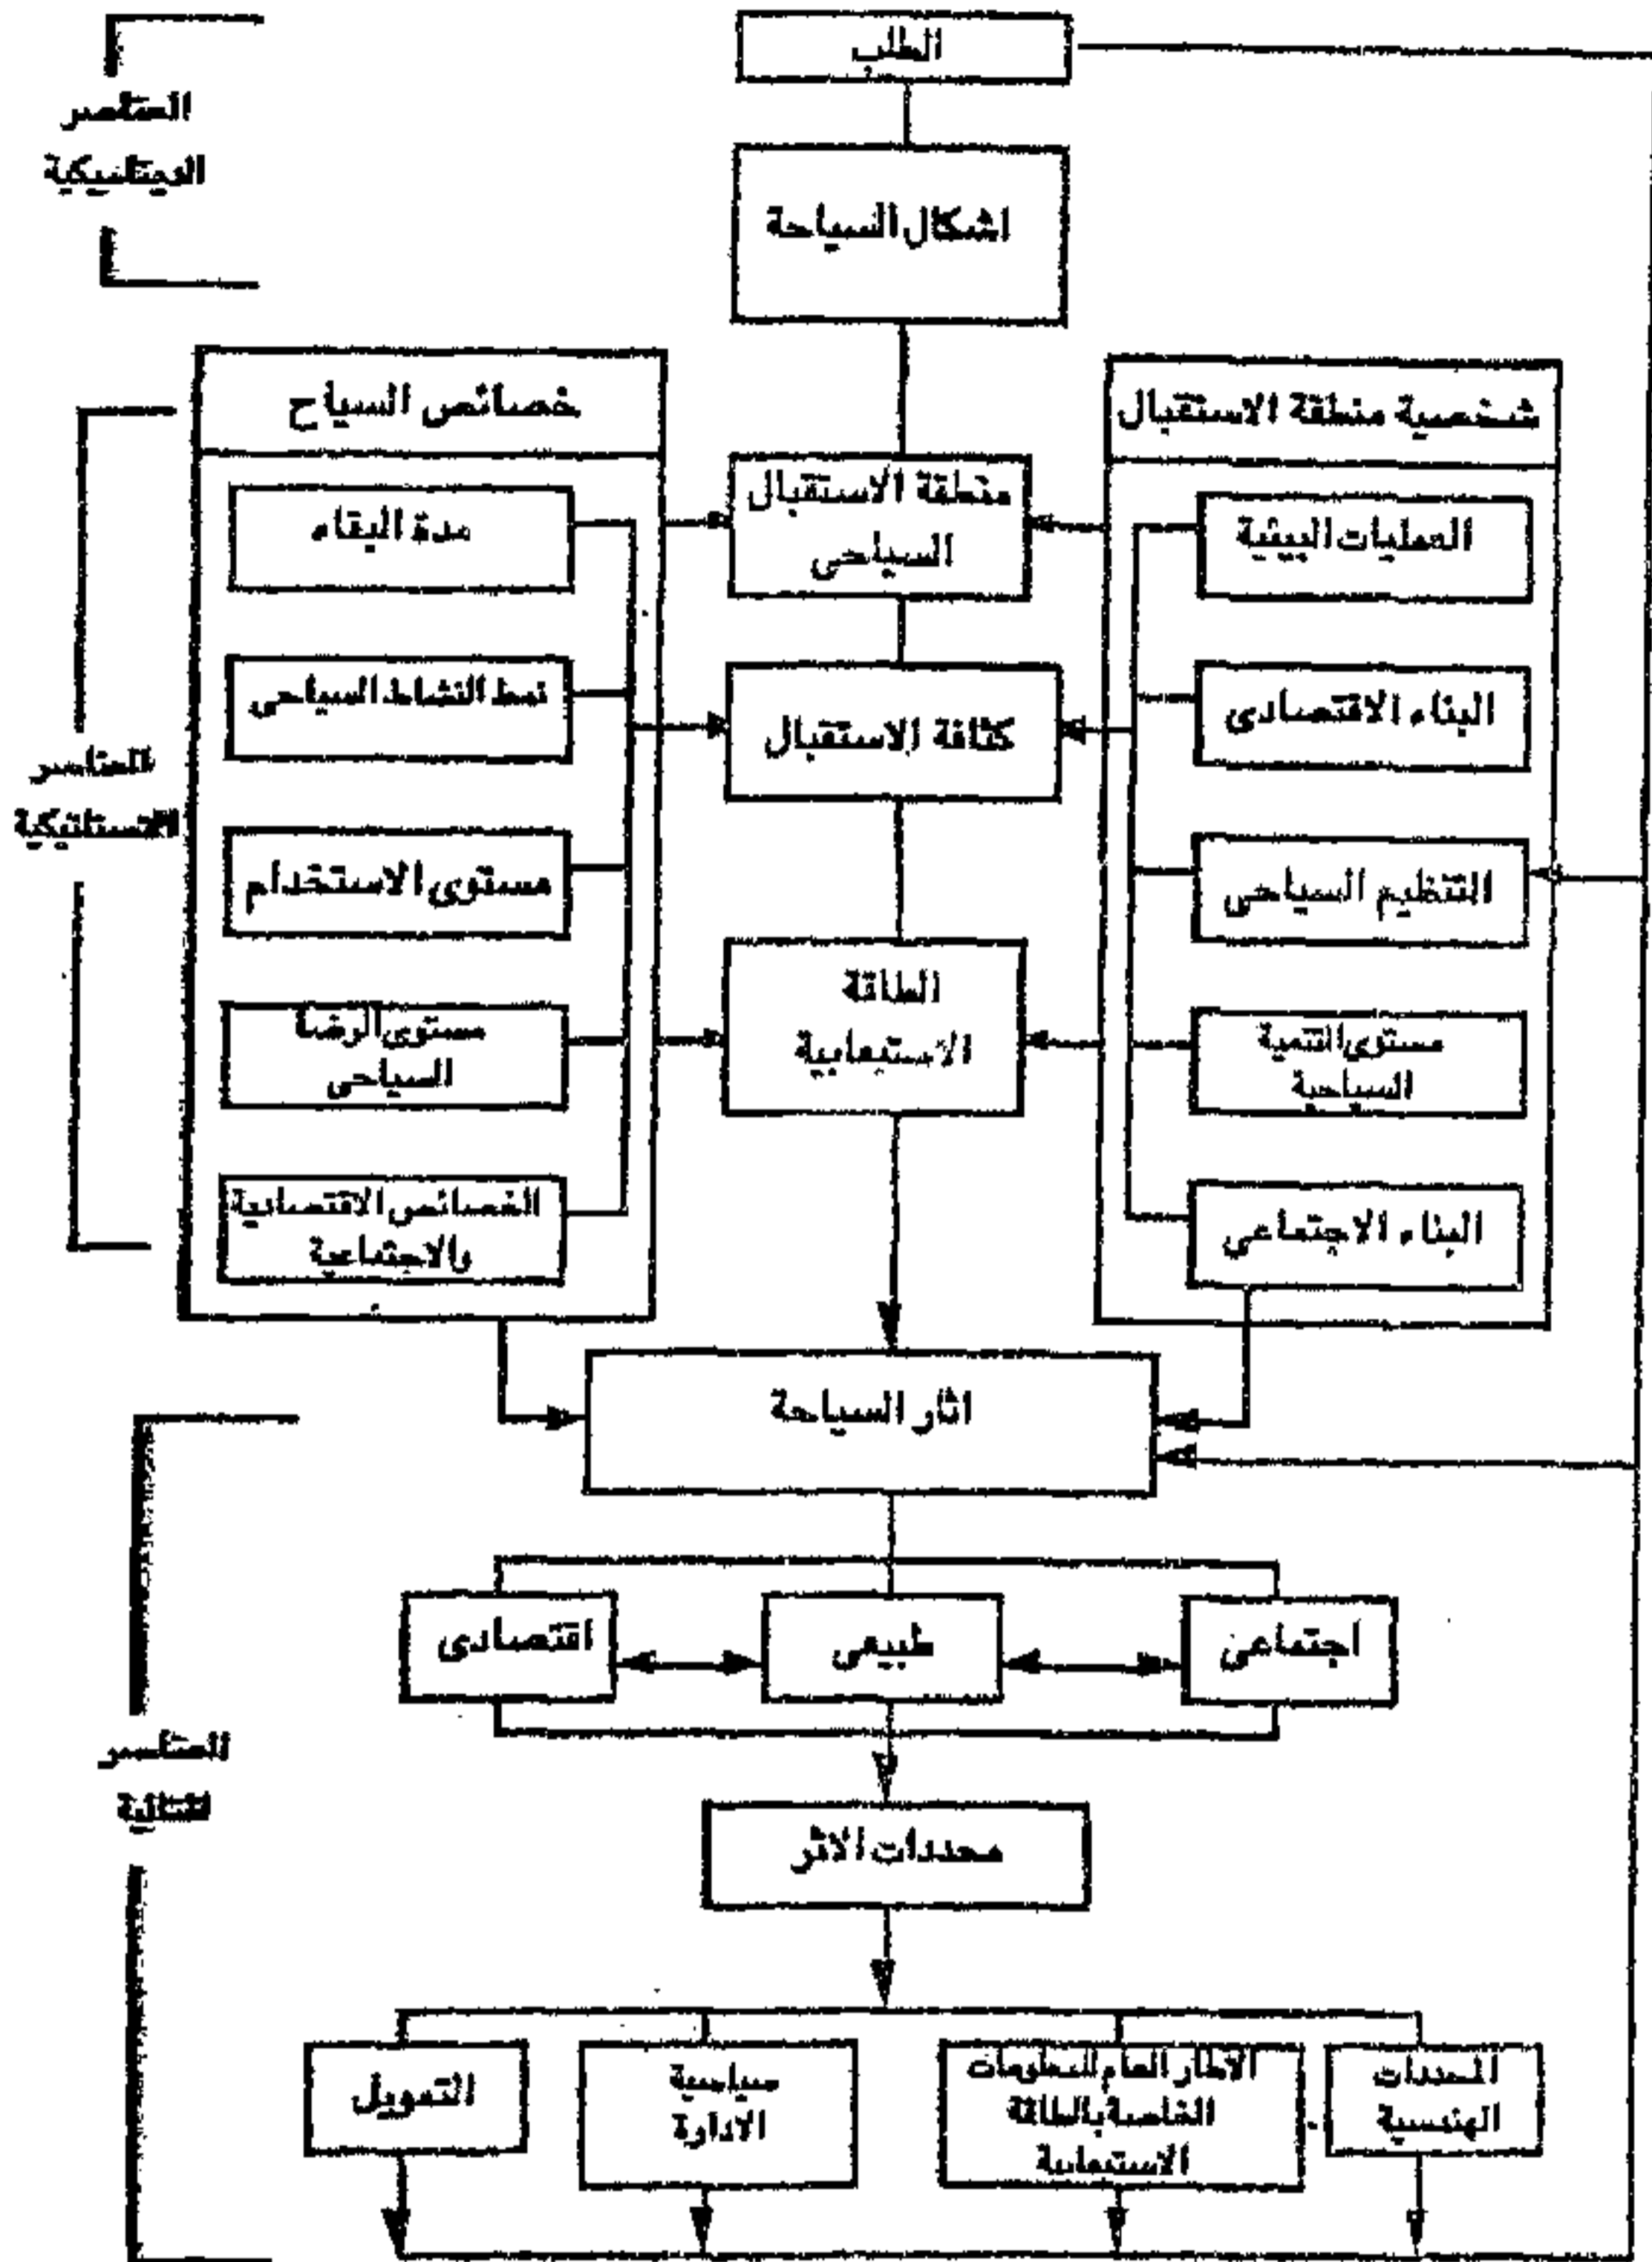 الطلب
العناصر
الديناميكية
اشكال السياحة
شخصية منطقة الاستقبال
خصائص السياح
منطقة الاستقبال
السياحى
العمليات البيئية
مدة البقاء
البناء الاقتصادى
كثافة الاستقبال
نمط النشاط السياحى
العناصر
الاستاتيكية
التنظيم السياحى
مستوى الاستخدام
الطاقة
الاستيعابية
مستوى التنمية
السياحية
مستوى الرضا
السياحى
البناء الاجتماعى
الخصائص الاقتصادية
والاجتماعية
اثار السياحة
اجتماعى
طبيعى
اقتصادى
العناصر
التالية
محددات الاثر
المحددات
الهندسية
الاطار العام للمعلومات
الخاصة بالطاقة
الاستيعابية
سياسة
الادارة
التمويل